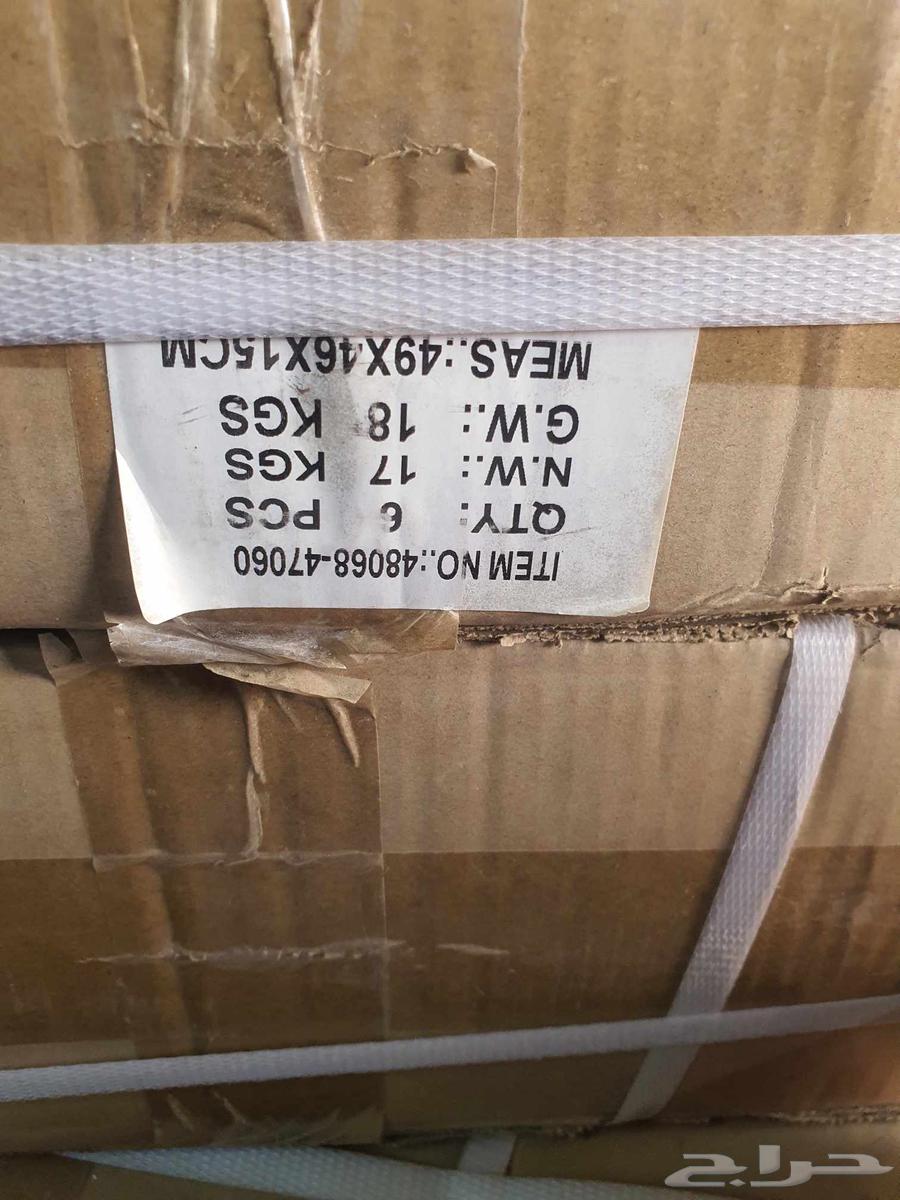 ITEM NO.:48068-47060
QTY: 6 PCS
N.W.: 17 KGS
G.W.: 18 KGS
MEAS.:49X46X15CM
حراج